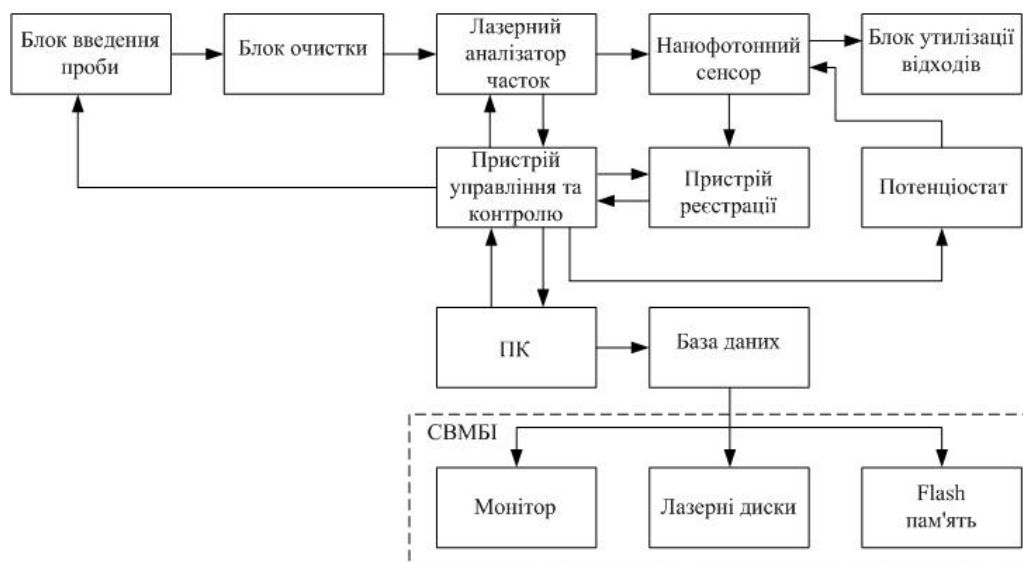 Блок введення
проби
Блок очистки
Лазерний
аналізатор
часток
Нанофотонний
сенсор
Блок утилізації
відходів
Пристрій
управління та
контролю
Пристрій
реєстрації
Потенціостат
ПК
База даних
СВМБІ
Монітор
Лазерні диски
Flash
пам'ять